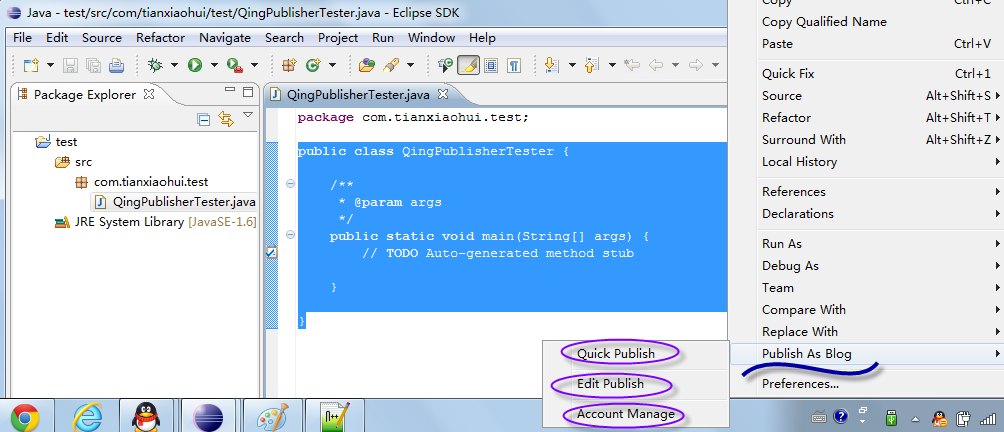 Java - test/src/com/tianxiaohui/test/QingPublisherTester.java - Eclipse SDK
File Edit Source Refactor Navigate Search Project Run Window Help
Package Explorer
test
src
com.tianxiaohui.test
QingPublisherTester.java
JRE System Library [JavaSE-1.6]
QingPublisherTester.java
package com.tianxiaohui.test;
public class QingPublisherTester {
/**
* @param args
*/
public static void main(String[] args) {
// TODO Auto-generated method stub
}
}
Copy Ctrl+C
Copy Qualified Name
Paste Ctrl+V
Quick Fix Ctrl+1
Source Alt+Shift+S
Refactor Alt+Shift+T
Surround With Alt+Shift+Z
Local History
References
Declarations
Run As
Debug As
Team
Compare With
Replace With
Publish As Blog
Preferences...
Quick Publish
Edit Publish
Account Manage